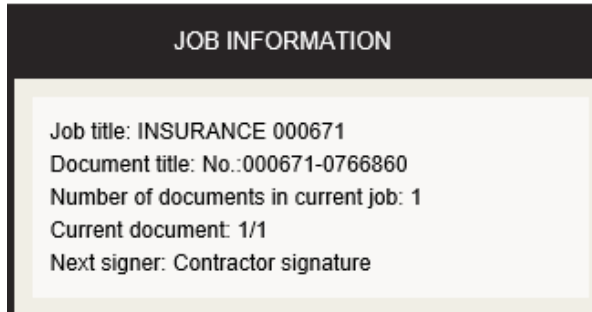 JOB INFORMATION
Job title: INSURANCE 000671
Document title: No.:000671-0766860
Number of documents in current job: 1
Current document: 1/1
Next signer: Contractor signature